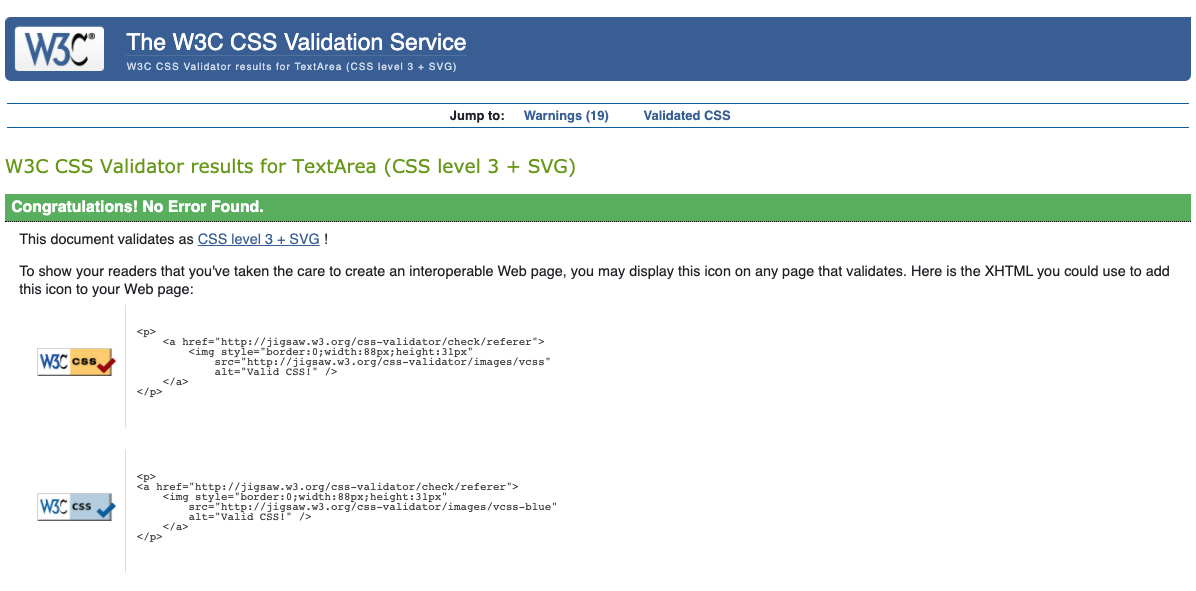 W3C® The W3C CSS Validation Service
W3C CSS Validator results for TextArea (CSS level 3 + SVG)
Jump to: Warnings (19) Validated CSS
W3C CSS Validator results for TextArea (CSS level 3 + SVG)
Congratulations! No Error Found.
This document validates as CSS level 3 + SVG !
To show your readers that you've taken the care to create an interoperable Web page, you may display this icon on any page that validates. Here is the XHTML you could use to add
this icon to your Web page:
W3C css
<p>
    <a href="http://jigsaw.w3.org/css-validator/check/referer">
        <img style="border:0;width:88px;height:31px"
            src="http://jigsaw.w3.org/css-validator/images/vcss"
            alt="Valid CSS!" />
    </a>
</p>
W3C css
<p>
<a href="http://jigsaw.w3.org/css-validator/check/referer">
    <img style="border:0;width:88px;height:31px"
        src="http://jigsaw.w3.org/css-validator/images/vcss-blue"
        alt="Valid CSS!" />
    </a>
</p>